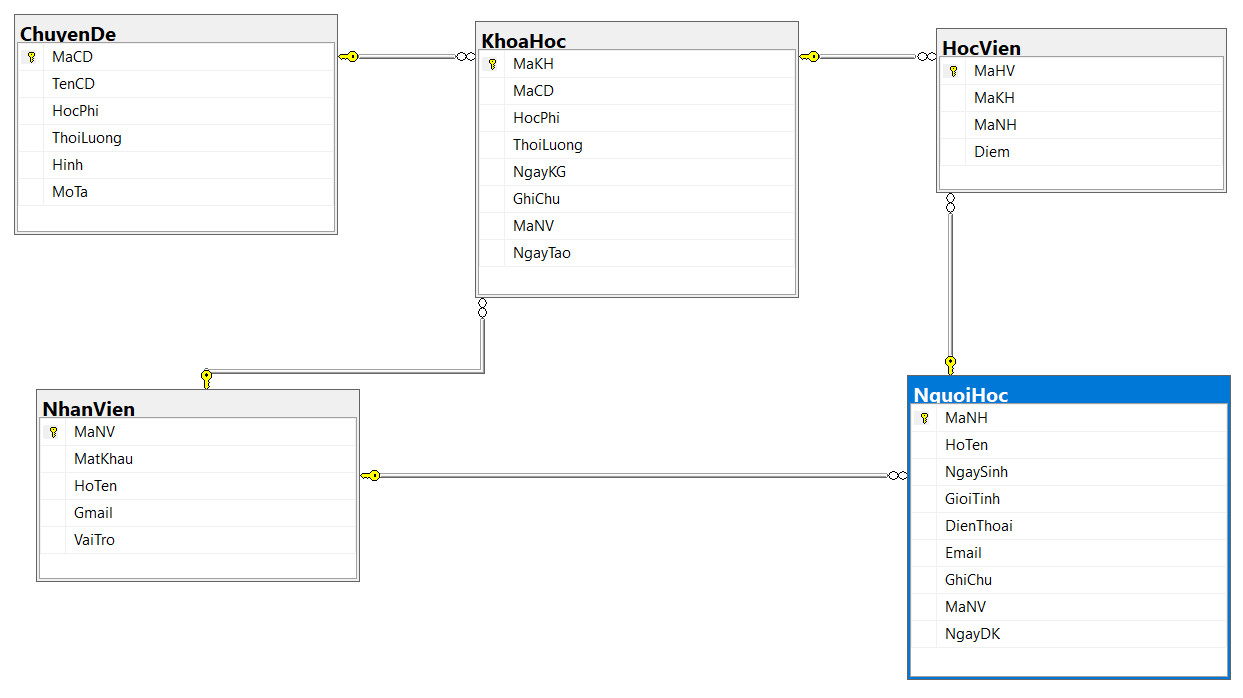 ChuyenDe
MaCD
TenCD
HocPhi
ThoiLuong
Hinh
MoTa
KhoaHoc
MaKH
MaCD
HocPhi
ThoiLuong
NgayKG
GhiChu
MaNV
NgayTao
HocVien
MaHV
MaKH
MaNH
Diem
NhanVien
MaNV
MatKhau
HoTen
Gmail
VaiTro
NguoiHoc
MaNH
HoTen
NgaySinh
GioiTinh
DienThoai
Email
GhiChu
MaNV
NgayDK